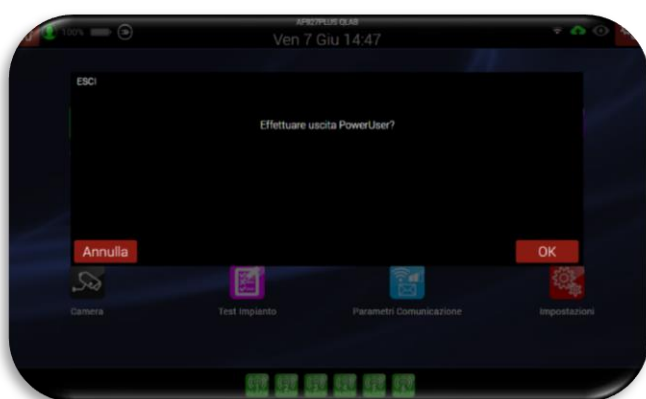 AP927PLUS QLAB
100%
Ven 7 Giu 14:47
ESCI
Effettuare uscita PowerUser?
Annulla
OK
Camera
Test Impianto
Parametri Comunicazione
Impostazioni